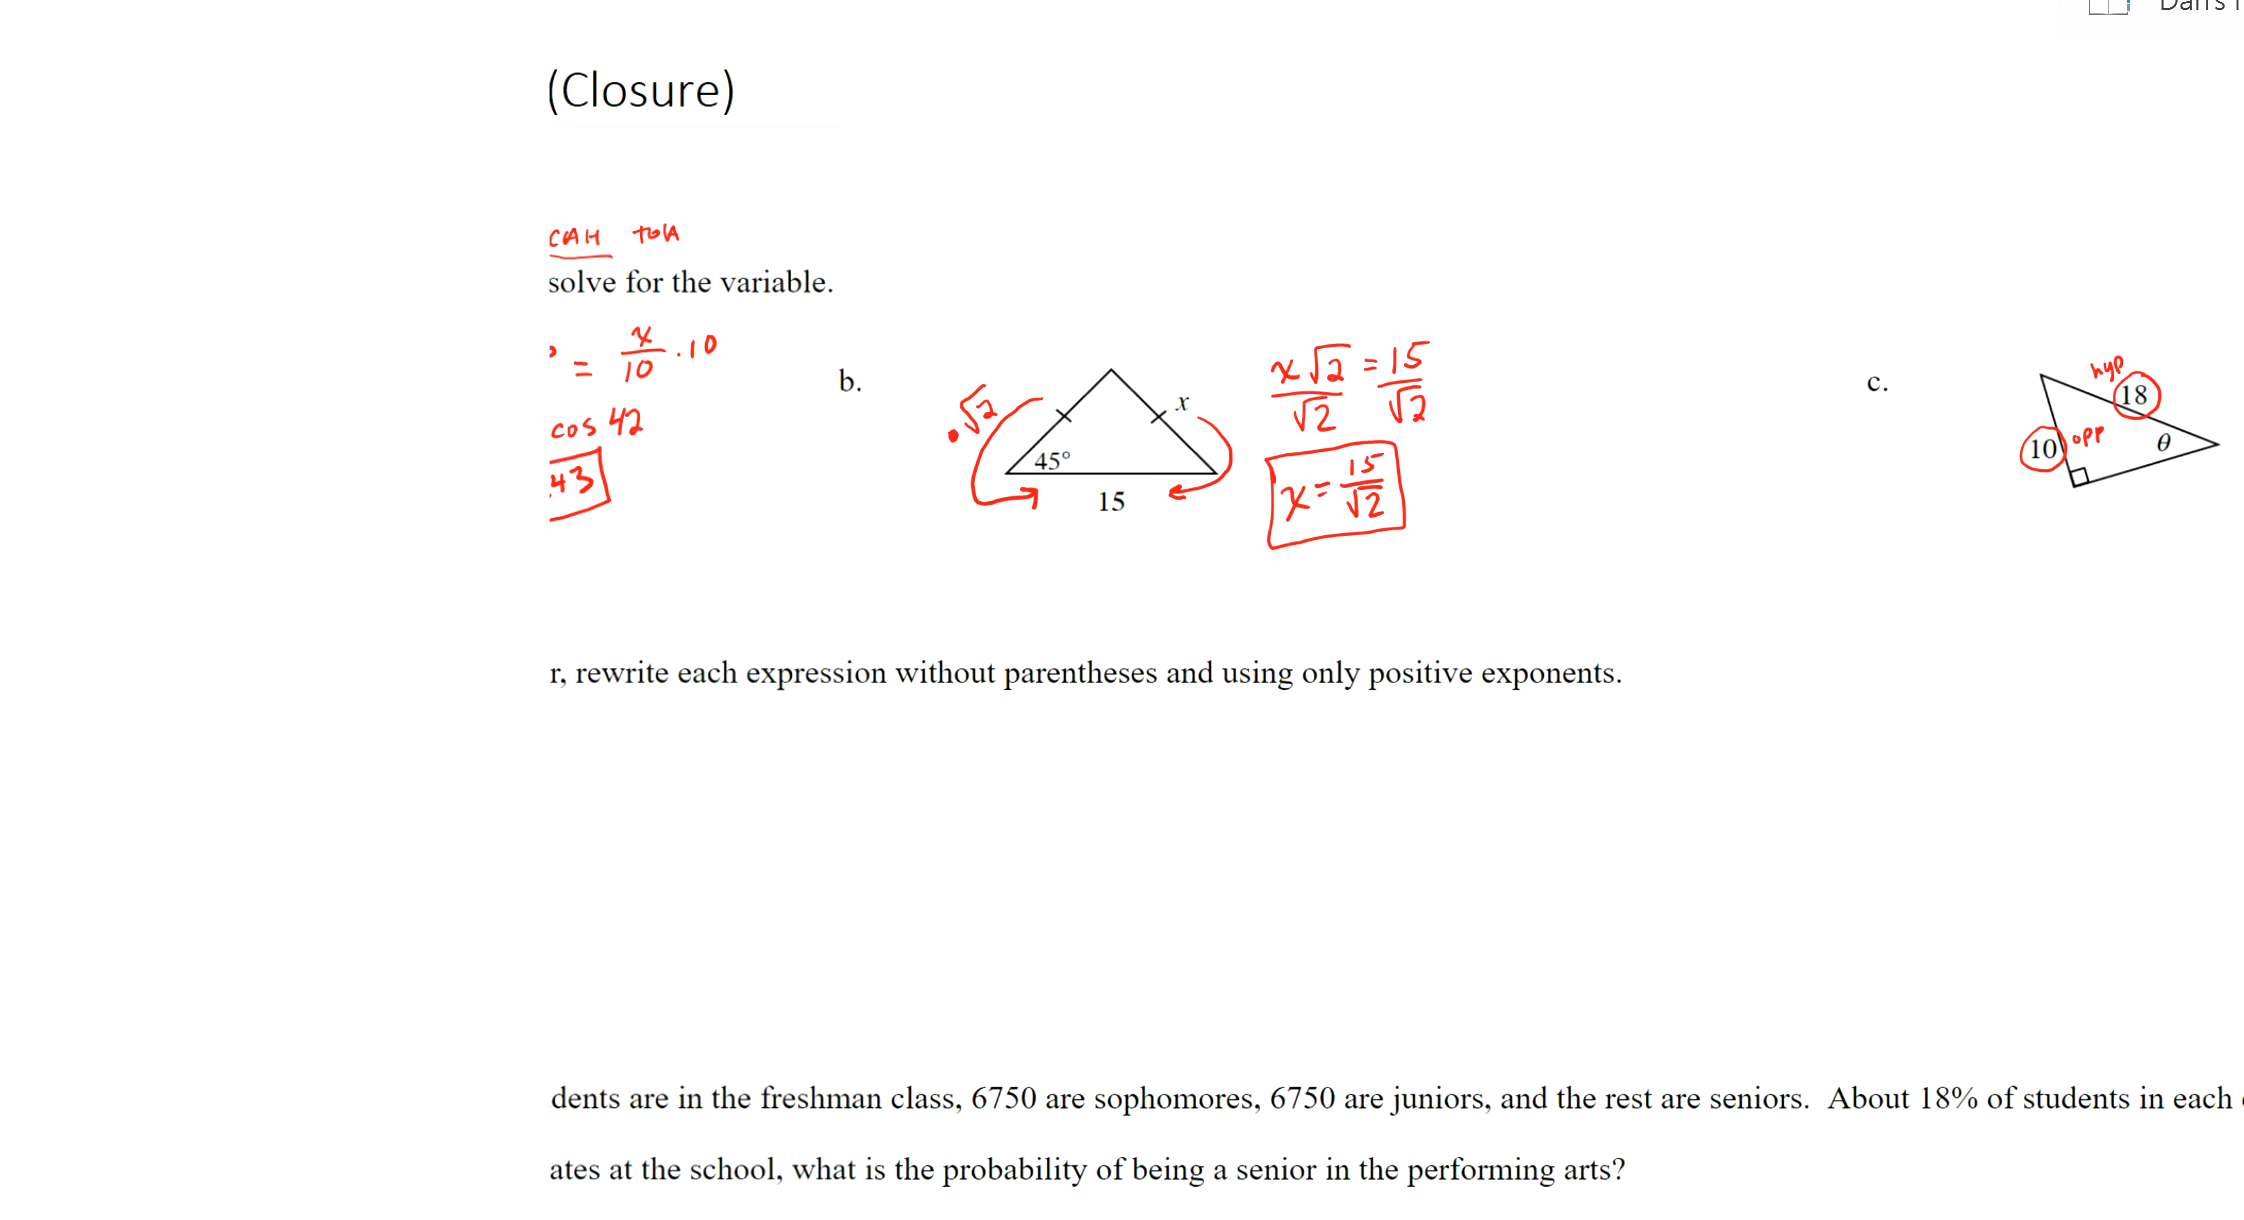 (Closure)
CAH TOA
solve for the variable.
= x/10 · 10
cos 42
.43
b.
· √2
45°
x
15
x√2/√2 = 15/√2
x = 15/√2
c.
hyp
18
10
opp
θ
r, rewrite each expression without parentheses and using only positive exponents.
dents are in the freshman class, 6750 are sophomores, 6750 are juniors, and the rest are seniors. About 18% of students in each
ates at the school, what is the probability of being a senior in the performing arts?